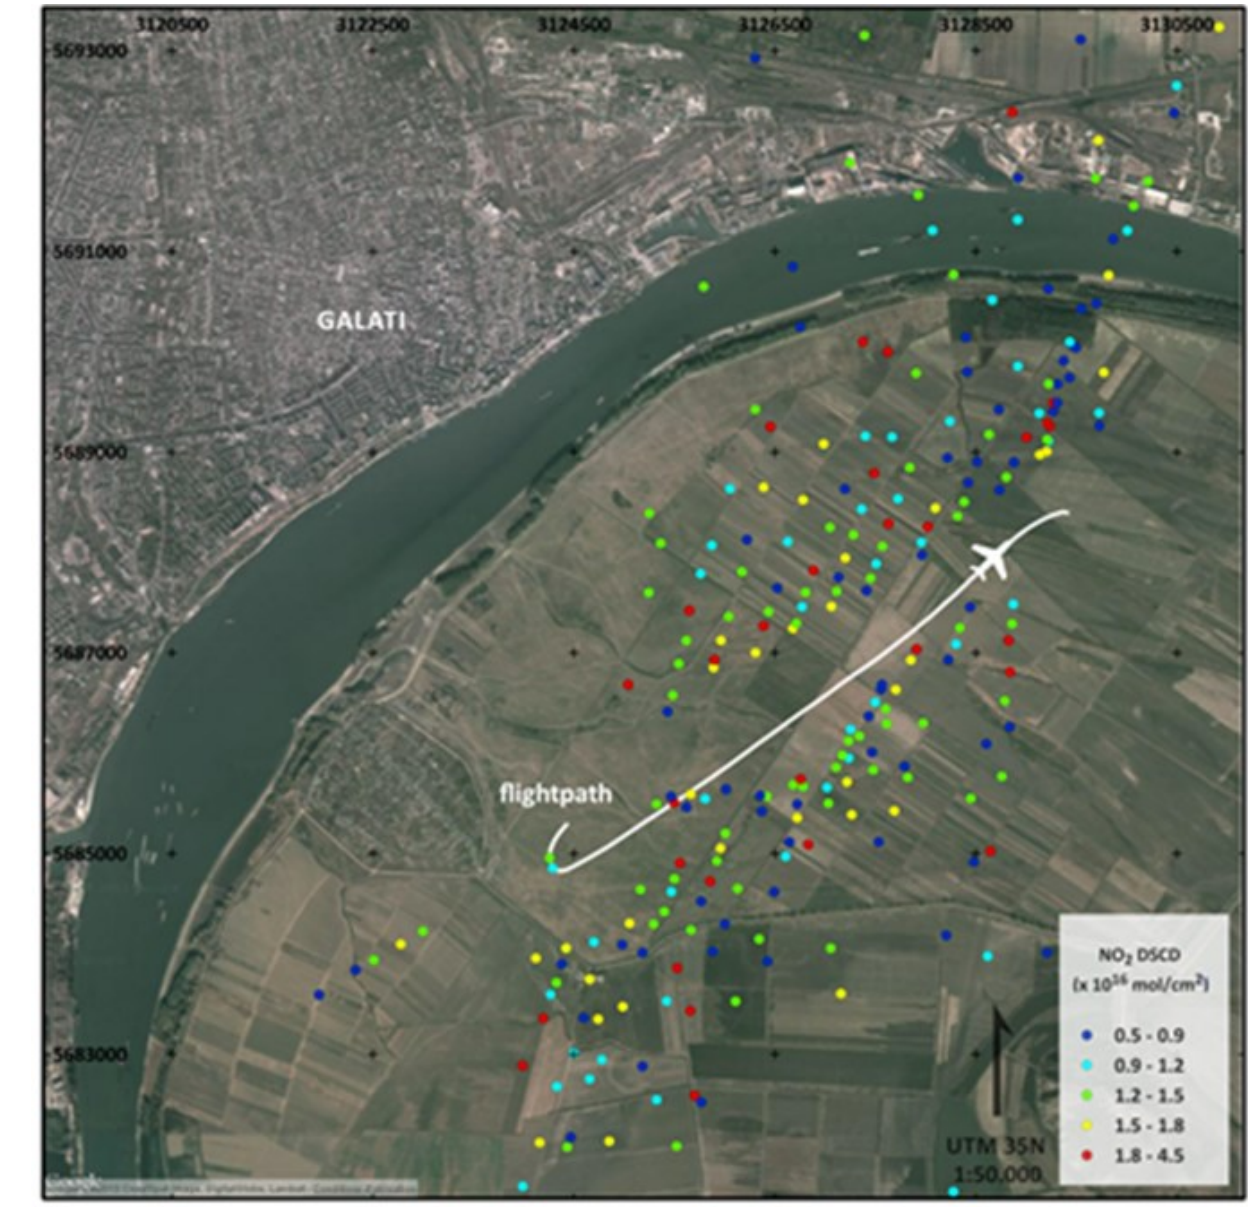 3120500 3122500 3124500 3126500 3128500 3130500
5693000
5691000
GALATI
5689000
5687000
flightpath
5685000
NO₂ DSCD
(x 10¹⁶ mol/cm²)
0.5 - 0.9
5683000
0.9 - 1.2
1.2 - 1.5
1.5 - 1.8
UTM 35N
1:50.000
1.8 - 4.5